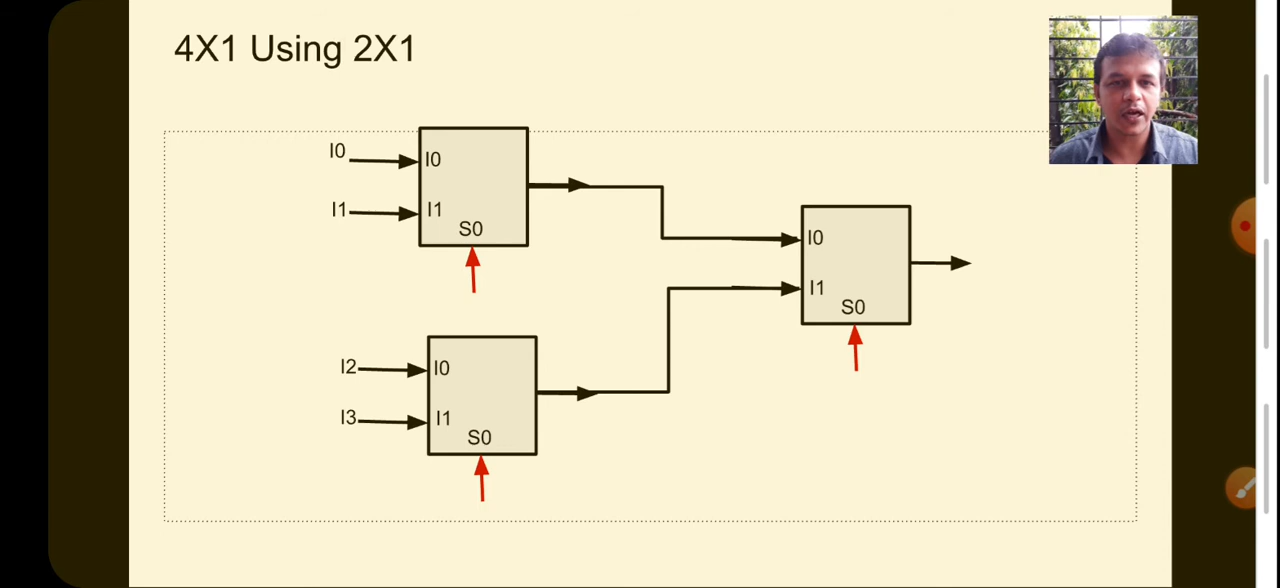 4X1 Using 2X1
I0 I0
I1 I1
S0
I0
I1
S0
I2 I0
I3 I1
S0